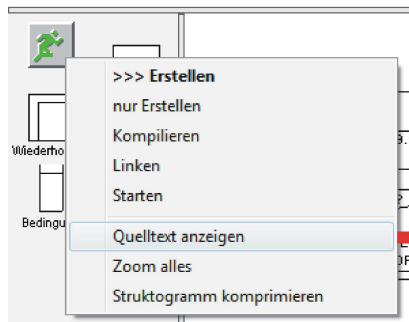 >>> Erstellen
nur Erstellen
Kompilieren
Linken
Starten
Quelltext anzeigen
Zoom alles
Struktogramm komprimieren